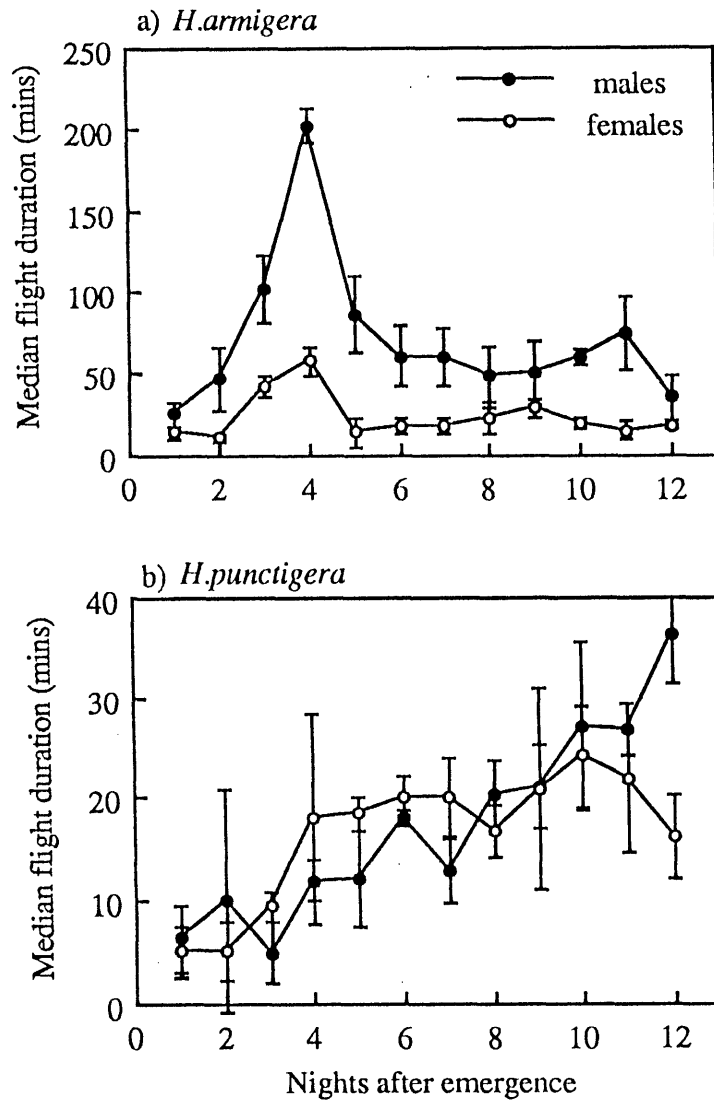 a) H.armigera
Median flight duration (mins)
250
200
150
100
50
0
males
females
0 2 4 6 8 10 12
b) H.punctigera
Median flight duration (mins)
40
30
20
10
0
0 2 4 6 8 10 12
Nights after emergence